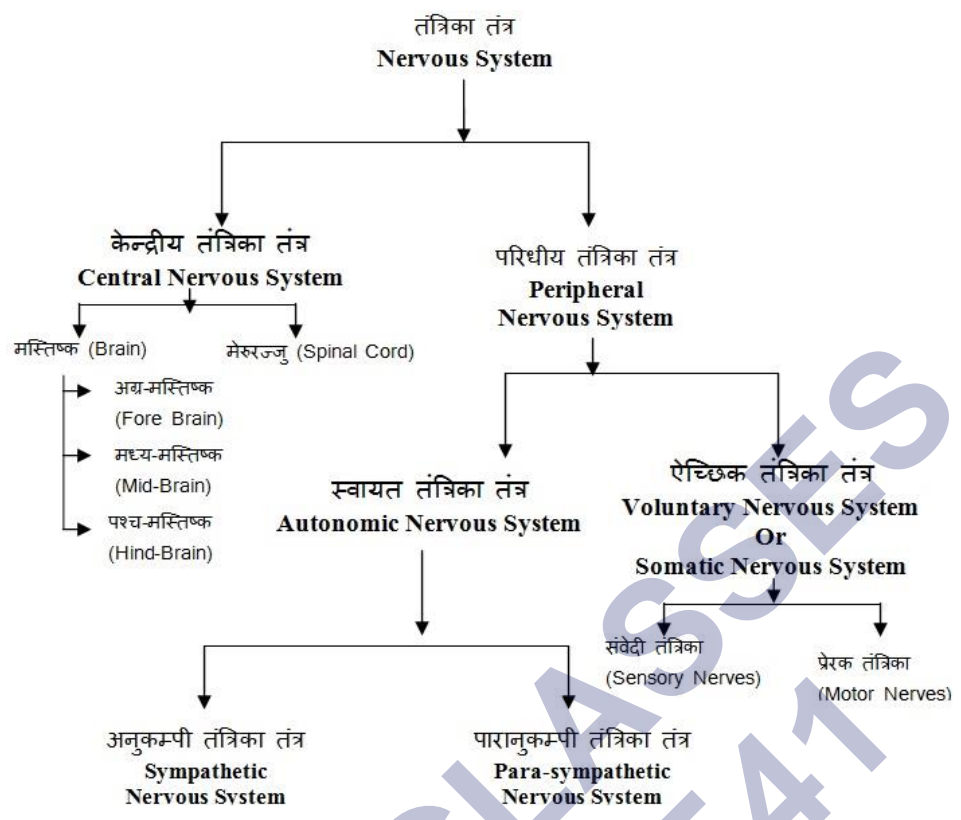 तंत्रिका तंत्र
Nervous System
केन्द्रीय तंत्रिका तंत्र
Central Nervous System
मस्तिष्क (Brain)
मेरुरज्जु (Spinal Cord)
अग्र-मस्तिष्क
(Fore Brain)
मध्य-मस्तिष्क
(Mid-Brain)
पश्च-मस्तिष्क
(Hind-Brain)
परिधीय तंत्रिका तंत्र
Peripheral
Nervous System
स्वायत तंत्रिका तंत्र
Autonomic Nervous System
ऐच्छिक तंत्रिका तंत्र
Voluntary Nervous System
Or
Somatic Nervous System
संवेदी तंत्रिका
(Sensory Nerves)
प्रेरक तंत्रिका
(Motor Nerves)
अनुकम्पी तंत्रिका तंत्र
Sympathetic
Nervous System
पारानुकम्पी तंत्रिका तंत्र
Para-sympathetic
Nervous System